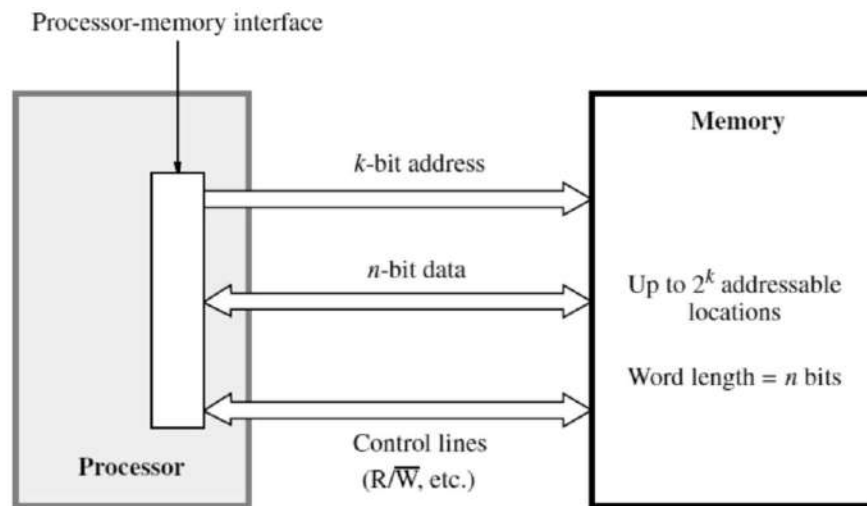 Processor-memory interface
Memory
k-bit address
n-bit data
Up to 2ᵏ addressable
locations
Word length = n bits
Control lines
(R/W̅, etc.)
Processor